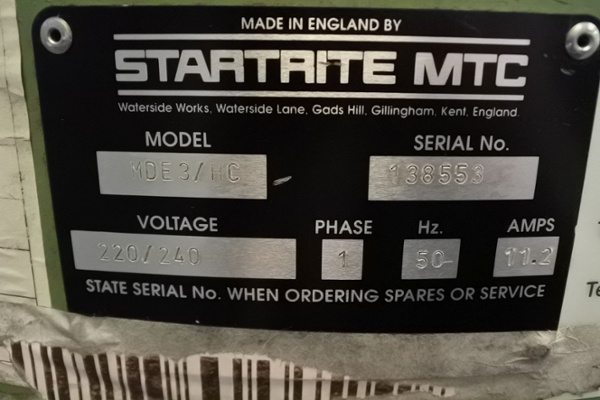 MADE IN ENGLAND BY
STARTRITE MTC
Waterside Works, Waterside Lane, Gads Hill, Gillingham, Kent, England.
MODEL
SERIAL No.
MDE3/HC
138553
VOLTAGE
PHASE
Hz.
AMPS
220/240
1
50
11.2
STATE SERIAL No. WHEN ORDERING SPARES OR SERVICE